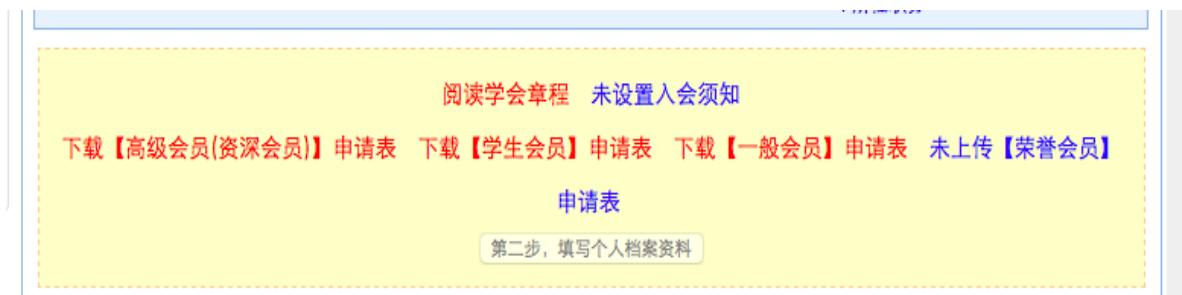 阅读学会章程 未设置入会须知
下载【高级会员(资深会员)】申请表 下载【学生会员】申请表 下载【一般会员】申请表 未上传【荣誉会员】
申请表
第二步，填写个人档案资料